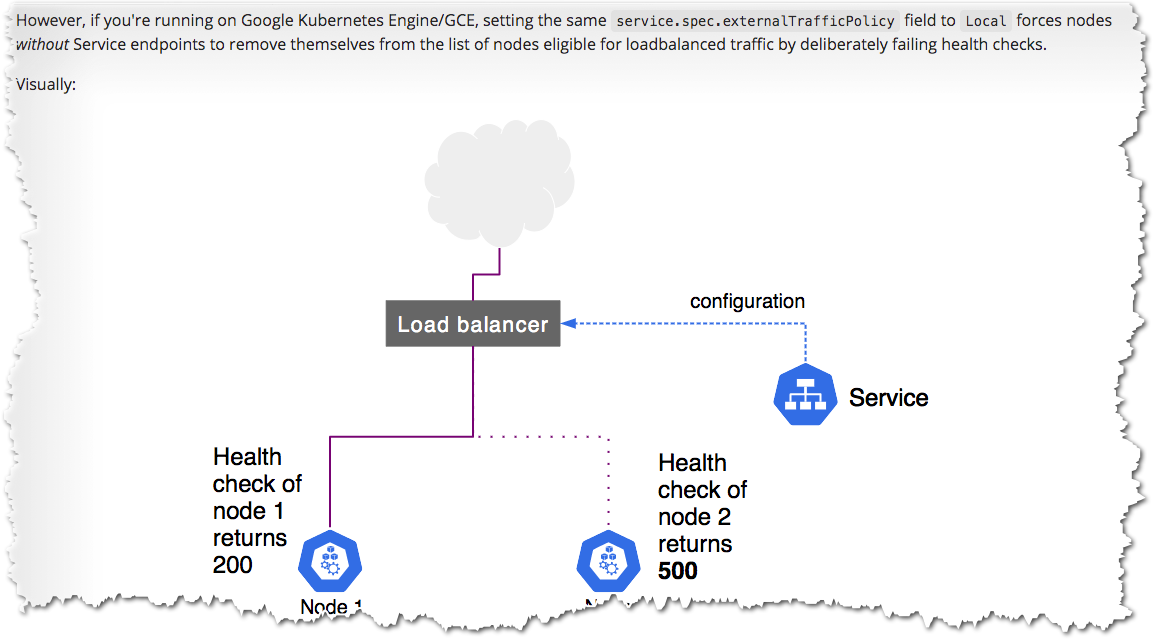 However, if you're running on Google Kubernetes Engine/GCE, setting the same service.spec.externalTrafficPolicy field to Local forces nodes
without Service endpoints to remove themselves from the list of nodes eligible for loadbalanced traffic by deliberately failing health checks.
Visually:
configuration
Load balancer
Service
Health
check of
node 1
returns
200
Health
check of
node 2
returns
500
Node 1